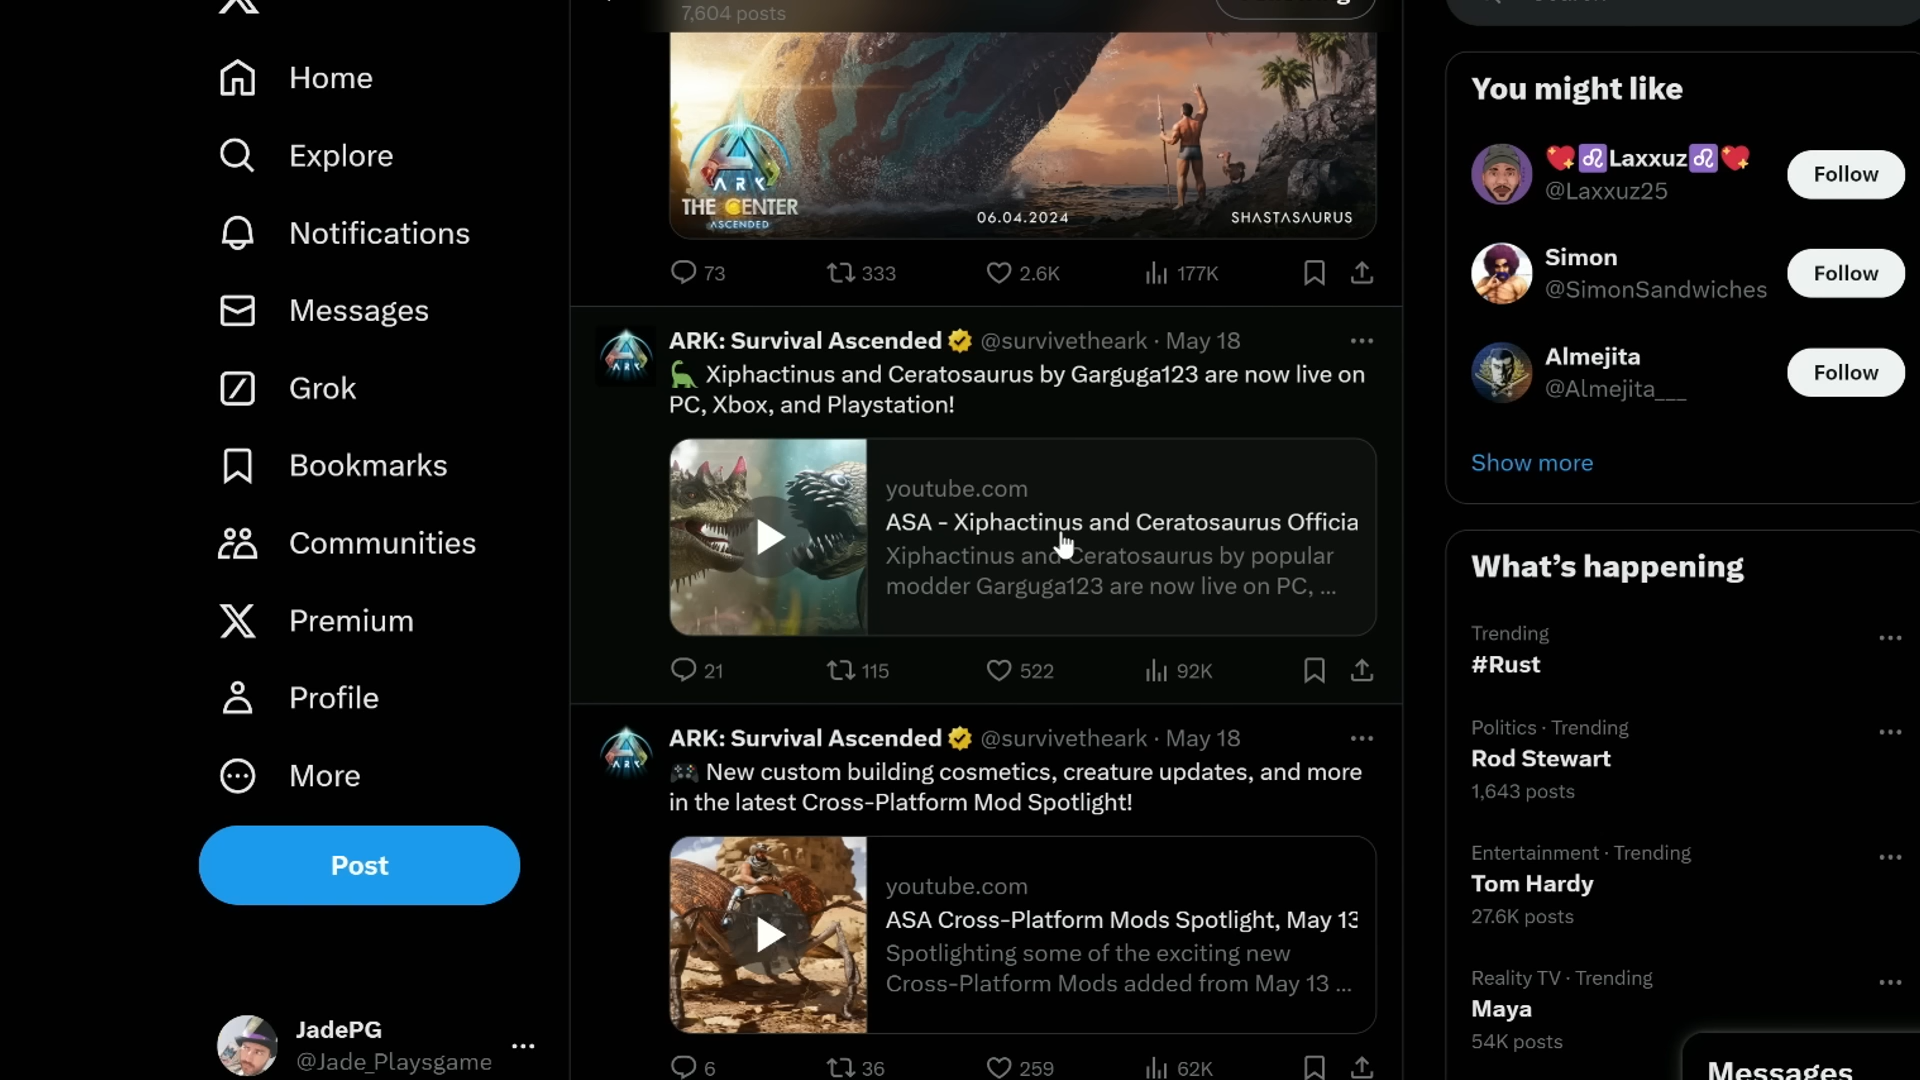 7,604 posts
Home
Explore
Notifications
Messages
Grok
Bookmarks
Communities
Premium
Profile
More
Post
JadePG
@Jade_Playsgame
ARK
THE CENTER
ASCENDED
06.04.2024
SHASTASAURUS
73
333
2.6K
177K
ARK: Survival Ascended @survivetheark · May 18
Xiphactinus and Ceratosaurus by Garguga123 are now live on
PC, Xbox, and Playstation!
youtube.com
ASA - Xiphactinus and Ceratosaurus Officia
Xiphactinus and Ceratosaurus by popular
modder Garguga123 are now live on PC, ...
21
115
522
92K
ARK: Survival Ascended @survivetheark · May 18
New custom building cosmetics, creature updates, and more
in the latest Cross-Platform Mod Spotlight!
youtube.com
ASA Cross-Platform Mods Spotlight, May 13
Spotlighting some of the exciting new
Cross-Platform Mods added from May 13 ...
6
36
259
62K
You might like
Laxxuz
@Laxxuz25
Follow
Simon
@SimonSandwiches
Follow
Almejita
@Almejita___
Follow
Show more
What's happening
Trending
#Rust
Politics · Trending
Rod Stewart
1,643 posts
Entertainment · Trending
Tom Hardy
27.6K posts
Reality TV · Trending
Maya
54K posts
Messages